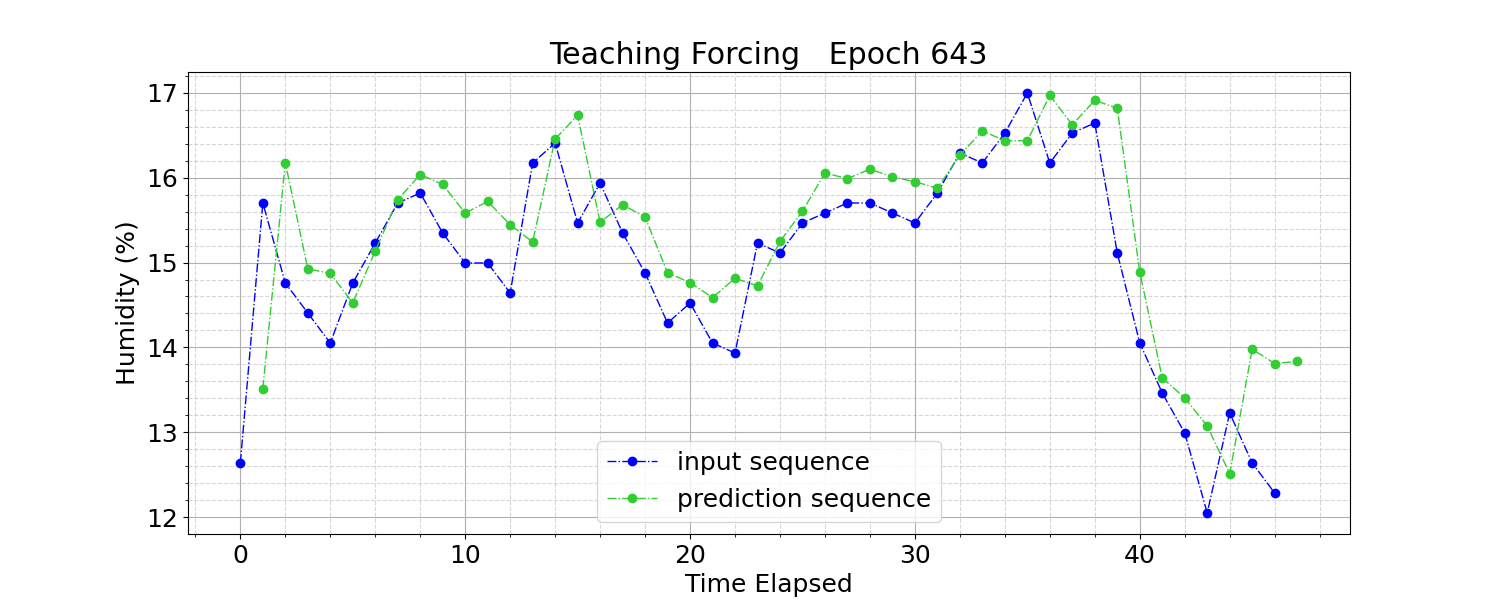 Teaching Forcing   Epoch 643
Humidity (%)
17
16
15
14
13
12
input sequence
prediction sequence
0 10 20 30 40
Time Elapsed